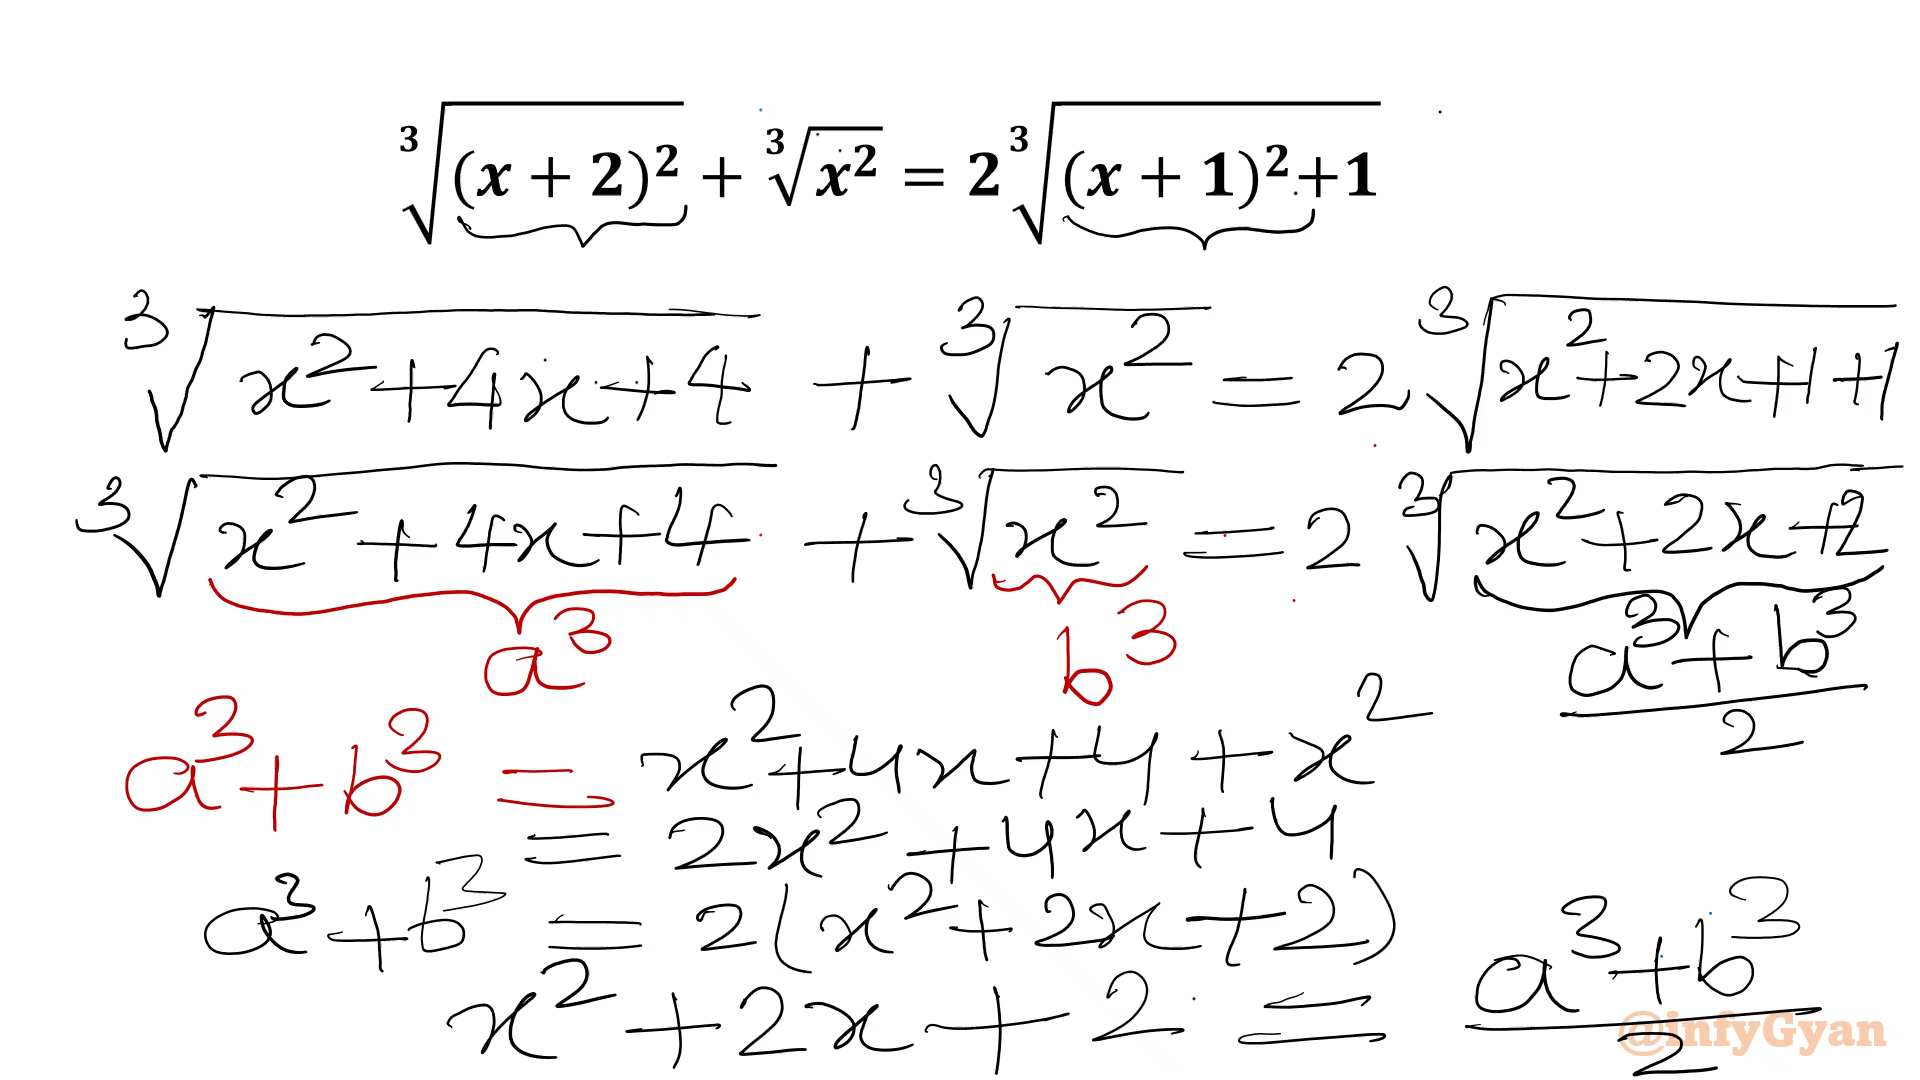 ∛((x + 2)²) + ∛(x²) = 2∛((x + 1)²+1)
∛(x²+4x+4) + ∛(x²) = 2∛(x²+2x+1+1)
∛(x²+4x+4) + ∛(x²) = 2∛(x²+2x+2)
a³ b³ (a³+b³)/2
a³+b³ = x²+4x+4+x²
= 2x²+4x+4
a³+b³ = 2(x²+2x+2)
x²+2x+2 = (a³+b³)/2
@infyGyan